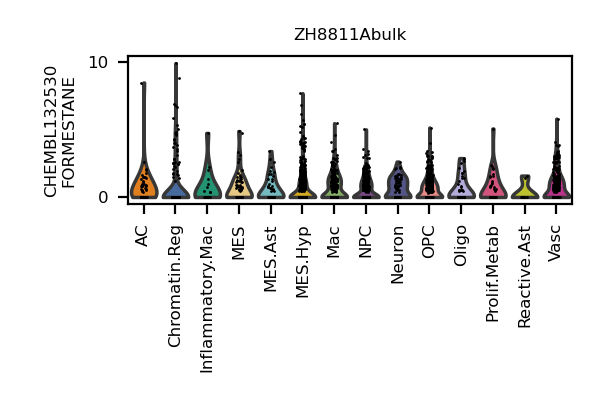 ZH8811Abulk
CHEMBL132530
FORMESTANE
10
0
AC
Chromatin.Reg
Inflammatory.Mac
MES
MES.Ast
MES.Hyp
Mac
NPC
Neuron
OPC
Oligo
Prolif.Metab
Reactive.Ast
Vasc